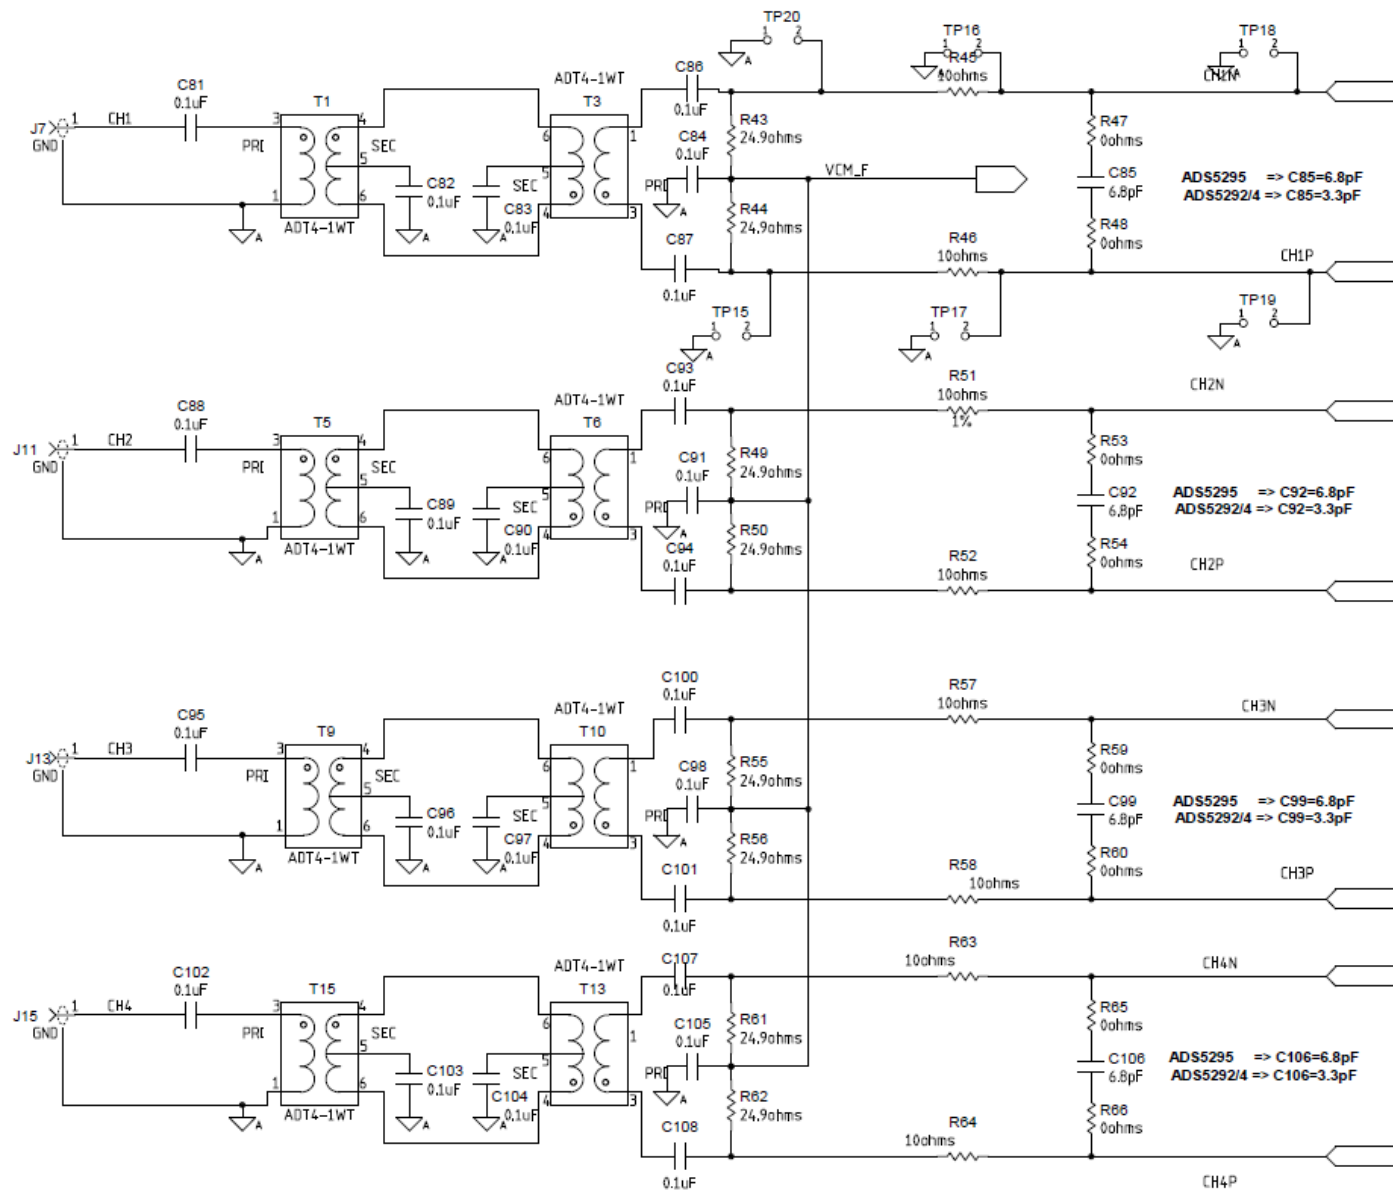 TP20
1 2
A
TP16
1 2
A
R45
10ohms
TP18
1 2
A
CH1N
ADT4-1WT
C86
0.1uF
C81
0.1uF
T1
T3
J7
1
CH1
GND
3
4
PRI
SEC
5
1
6
A
ADT4-1WT
C82
0.1uF
A
C83
0.1uF
A
6
5
4
SEC
1
3
PRI
C84
0.1uF
A
R43
24.9ohms
R44
24.9ohms
VCM_F
C87
0.1uF
R46
10ohms
R47
0ohms
C85
6.8pF
R48
0ohms
ADS5295 => C85=6.8pF
ADS5292/4 => C85=3.3pF
CH1P
TP15
1 2
A
TP17
1 2
A
TP19
1 2
A
C93
0.1uF
ADT4-1WT
R51
10ohms
1%
CH2N
C88
0.1uF
T5
T6
J11
1
CH2
GND
3
4
PRI
SEC
5
1
6
A
ADT4-1WT
C89
0.1uF
A
C90
0.1uF
A
6
5
4
SEC
1
3
PRI
C91
0.1uF
A
R49
24.9ohms
R50
24.9ohms
C94
0.1uF
R52
10ohms
R53
0ohms
C92
6.8pF
R54
0ohms
ADS5295 => C92=6.8pF
ADS5292/4 => C92=3.3pF
CH2P
C100
0.1uF
ADT4-1WT
R57
10ohms
CH3N
C95
0.1uF
T9
T10
J13
1
CH3
GND
3
4
PRI
SEC
5
1
6
A
ADT4-1WT
C96
0.1uF
A
C97
0.1uF
A
6
5
4
SEC
1
3
PRI
C98
0.1uF
A
R55
24.9ohms
R56
24.9ohms
C101
0.1uF
R58
10ohms
R59
0ohms
C99
6.8pF
R60
0ohms
ADS5295 => C99=6.8pF
ADS5292/4 => C99=3.3pF
CH3P
C107
0.1uF
ADT4-1WT
R63
10ohms
CH4N
C102
0.1uF
T15
T13
J15
1
CH4
GND
3
4
PRI
SEC
5
1
6
A
ADT4-1WT
C103
0.1uF
A
C104
0.1uF
A
6
5
4
SEC
1
3
PRI
C105
0.1uF
A
R61
24.9ohms
R62
24.9ohms
C108
0.1uF
R64
10ohms
R65
0ohms
C106
6.8pF
R66
0ohms
ADS5295 => C106=6.8pF
ADS5292/4 => C106=3.3pF
CH4P